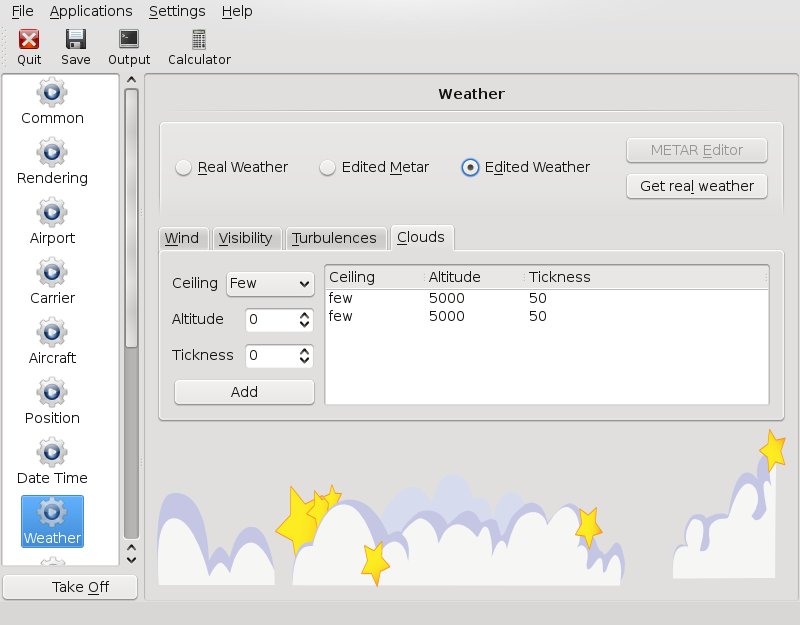 File Applications Settings Help
Quit Save Output Calculator
Common
Rendering
Airport
Carrier
Aircraft
Position
Date Time
Weather
Take Off
Weather
Real Weather Edited Metar Edited Weather
METAR Editor
Get real weather
Wind Visibility Turbulences Clouds
Ceiling Few
Altitude 0
Tickness 0
Add
Ceiling Altitude Tickness
few 5000 50
few 5000 50